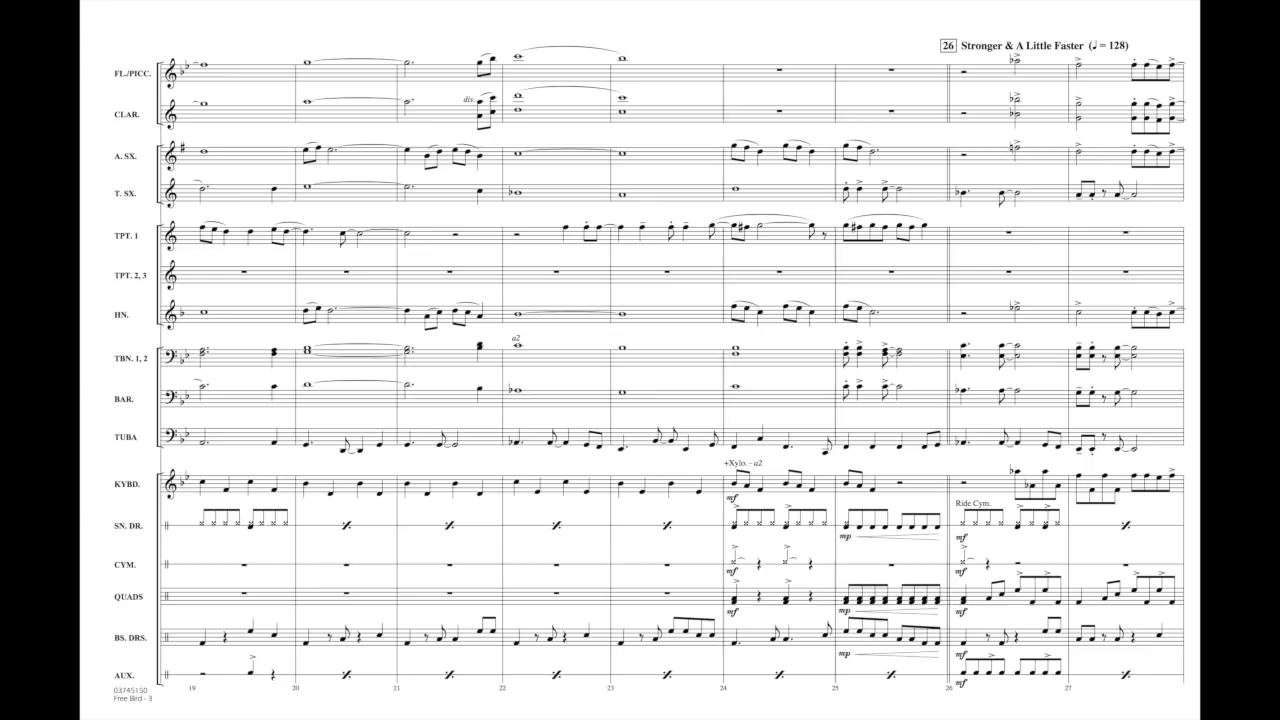 26 Stronger & A Little Faster (♩ = 128)
FL./PICC.
CLAR.
div.
A. SX.
T. SX.
TPT. 1
TPT. 2, 3
HN.
TBN. 1, 2
a2
BAR.
TUBA
+Xylo. - a2
KYBD.
mf
Ride Cym.
SN. DR.
mp mf
CYM.
mf mf
QUADS
mf mp mf
BS. DRS.
mp mf
AUX.
mf
19 20 21 22 23 24 25 26 27
03745150
Free Bird - 3